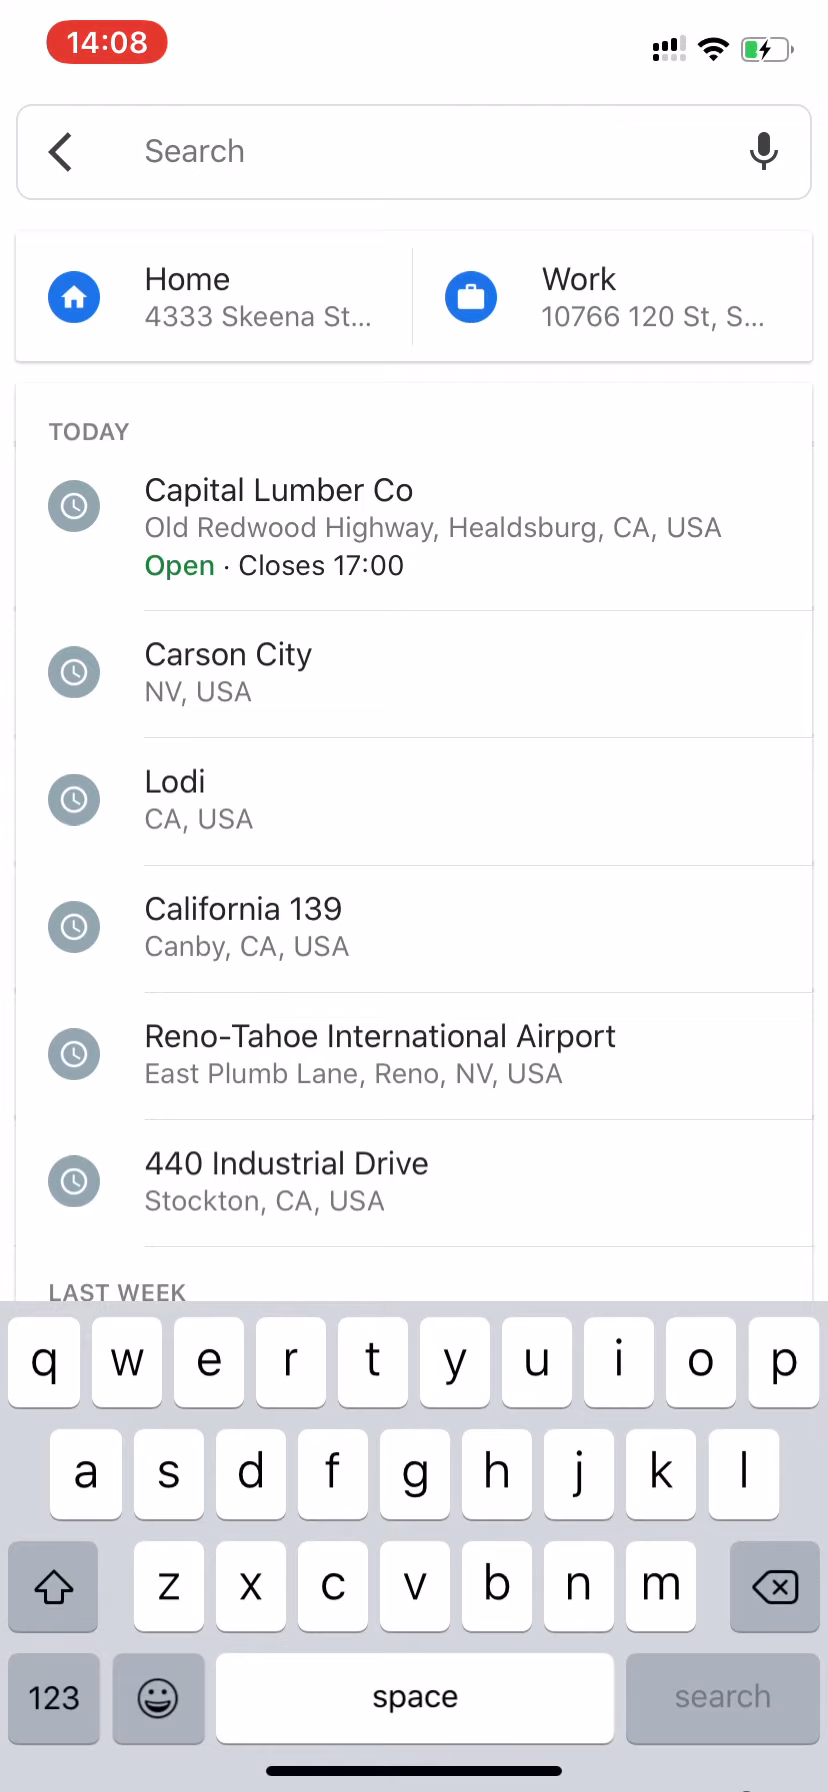 14:08
Search
Home
4333 Skeena St...
Work
10766 120 St, S...
TODAY
Capital Lumber Co
Old Redwood Highway, Healdsburg, CA, USA
Open · Closes 17:00
Carson City
NV, USA
Lodi
CA, USA
California 139
Canby, CA, USA
Reno-Tahoe International Airport
East Plumb Lane, Reno, NV, USA
440 Industrial Drive
Stockton, CA, USA
LAST WEEK
q w e r t y u i o p
a s d f g h j k l
z x c v b n m
123 space search